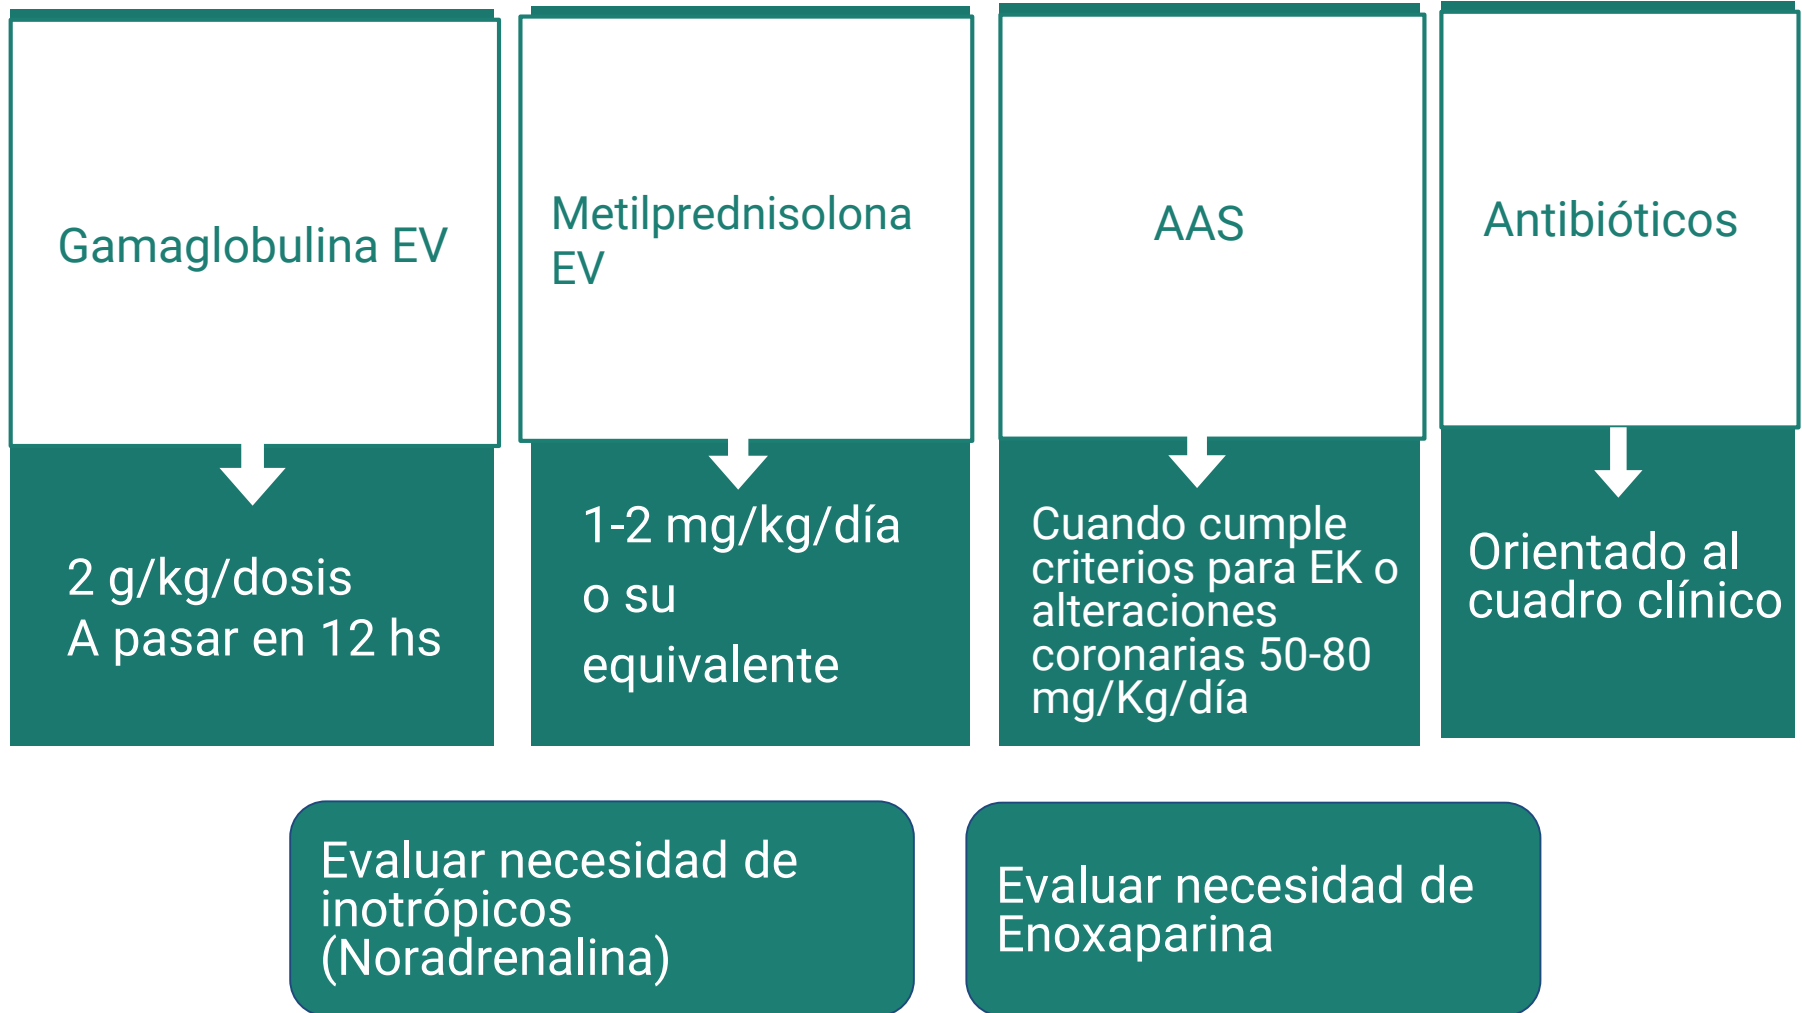 Gamaglobulina EV
2 g/kg/dosis
A pasar en 12 hs
Metilprednisolona
EV
1-2 mg/kg/día
o su
equivalente
AAS
Cuando cumple
criterios para EK o
alteraciones
coronarias 50-80
mg/Kg/día
Antibióticos
Orientado al
cuadro clínico
Evaluar necesidad de
inotrópicos
(Noradrenalina)
Evaluar necesidad de
Enoxaparina